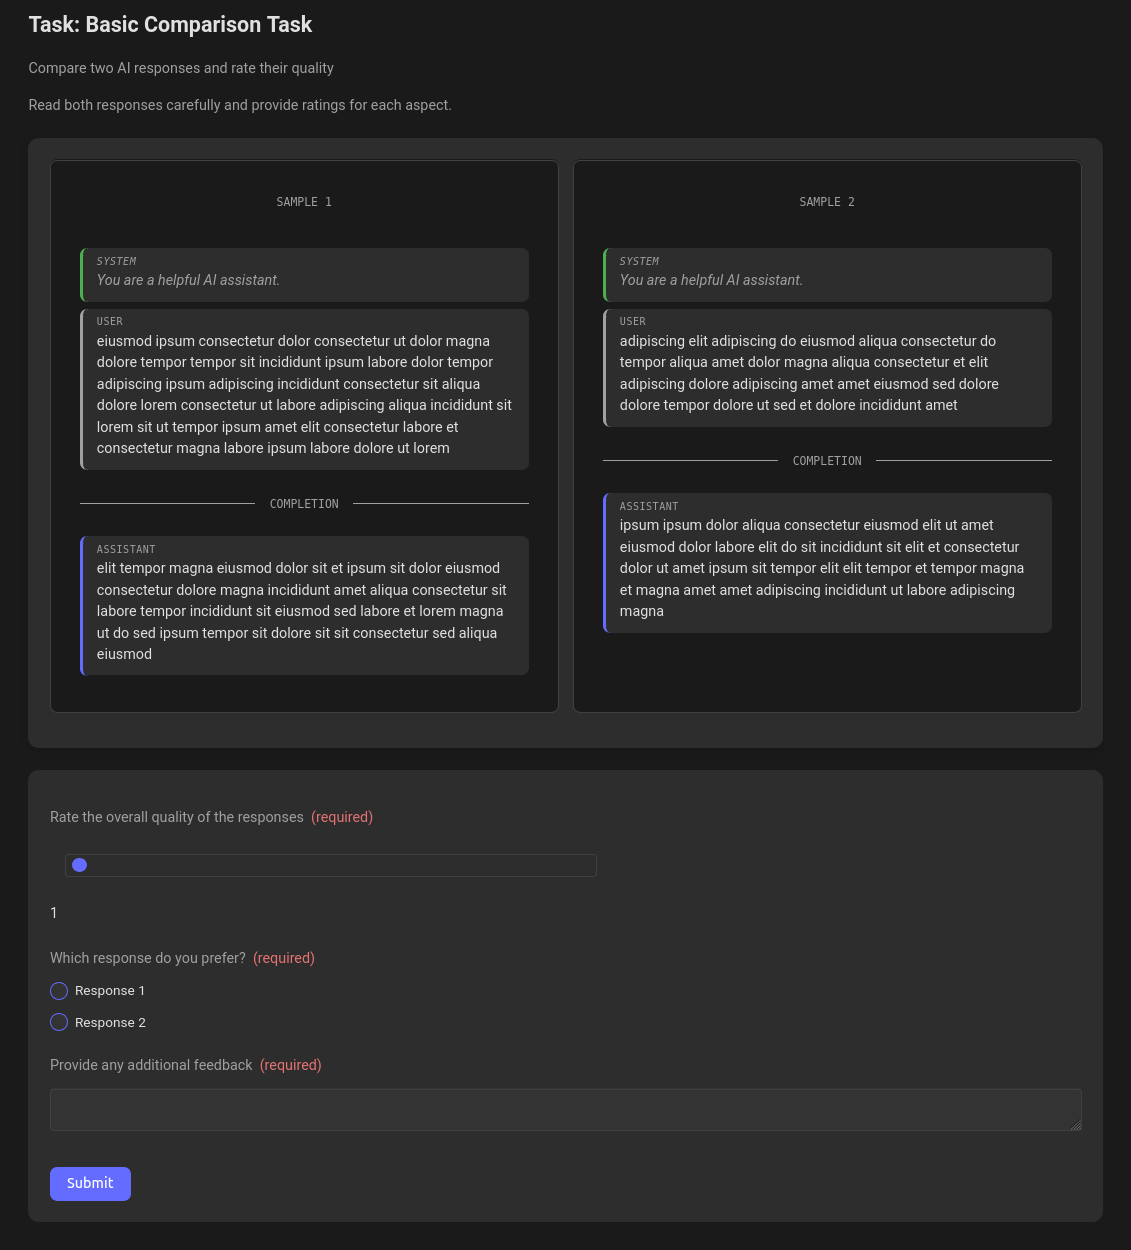 Task: Basic Comparison Task
Compare two AI responses and rate their quality
Read both responses carefully and provide ratings for each aspect.
SAMPLE 1
SYSTEM
You are a helpful AI assistant.
USER
eiusmod ipsum consectetur dolor consectetur ut dolor magna
dolore tempor tempor sit incididunt ipsum labore dolor tempor
adipiscing ipsum adipiscing incididunt consectetur sit aliqua
dolore lorem consectetur ut labore adipiscing aliqua incididunt sit
lorem sit ut tempor ipsum amet elit consectetur labore et
consectetur magna labore ipsum labore dolore ut lorem
COMPLETION
ASSISTANT
elit tempor magna eiusmod dolor sit et ipsum sit dolor eiusmod
consectetur dolore magna incididunt amet aliqua consectetur sit
labore tempor incididunt sit eiusmod sed labore et lorem magna
ut do sed ipsum tempor sit dolore sit sit consectetur sed aliqua
eiusmod
SAMPLE 2
SYSTEM
You are a helpful AI assistant.
USER
adipiscing elit adipiscing do eiusmod aliqua consectetur do
tempor aliqua amet dolor magna aliqua consectetur et elit
adipiscing dolore adipiscing amet amet eiusmod sed dolore
dolore tempor dolore ut sed et dolore incididunt amet
COMPLETION
ASSISTANT
ipsum ipsum dolor aliqua consectetur eiusmod elit ut amet
eiusmod dolor labore elit do sit incididunt sit elit et consectetur
dolor ut amet ipsum sit tempor elit elit tempor et tempor magna
et magna amet amet adipiscing incididunt ut labore adipiscing
magna
Rate the overall quality of the responses (required)
1
Which response do you prefer? (required)
Response 1
Response 2
Provide any additional feedback (required)
Submit